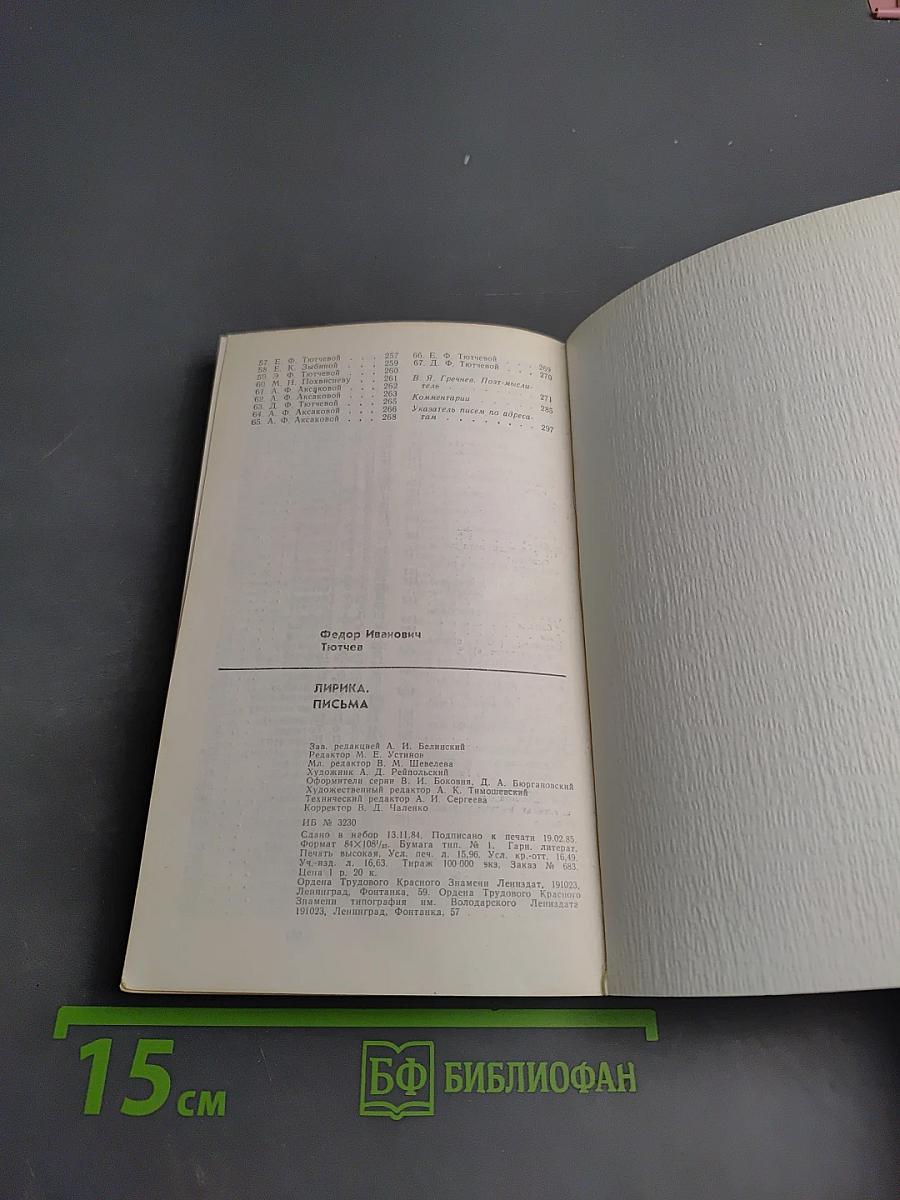 57. Е. Ф. Тютчевой . . . 257
58. Е. К. Зыбиной . . . 259
59. Э. Ф. Тютчевой . . . 260
60. М. Н. Похвисневу . . . 261
61. А. Ф. Аксаковой . . . 262
62. А. Ф. Аксаковой . . . 263
63. Д. Ф. Тютчевой . . . 265
64. А. Ф. Аксаковой . . . 266
65. А. Ф. Аксаковой . . . 268
66. Е. Ф. Тютчевой . . . 269
67. Д. Ф. Тютчевой . . . 270
В. Я. Гречнев. Поэт-мысли-
тель . . . . . . . . 271
Комментарии . . . . . . 285
Указатель писем по адреса-
там . . . . . . . . 297
Федор Иванович
Тютчев
ЛИРИКА.
ПИСЬМА
Зав. редакцией А. И. Белинский
Редактор М. Е. Устинов
Мл. редактор В. М. Шевелева
Художник А. Д. Рейпольский
Оформители серии В. И. Боковня, Д. А. Бюргановский
Художественный редактор А. К. Тимошевский
Технический редактор А. И. Сергеева
Корректор В. Д. Чаленко
ИБ № 3230
Сдано в набор 13.11.84. Подписано к печати 19.02.85.
Формат 84×108¹/₃₂. Бумага тип. № 1. Гарн. литерат.
Печать высокая. Усл. печ. л. 15,96. Усл. кр.-отт. 16,49.
Уч.-изд. л. 16,63. Тираж 100 000 экз. Заказ № 683.
Цена 1 р. 20 к.
Ордена Трудового Красного Знамени Лениздат, 191023,
Ленинград, Фонтанка, 59. Ордена Трудового Красного
Знамени типография им. Володарского Лениздата
191023, Ленинград, Фонтанка, 57
15 см
БФ БИБЛИОФАН